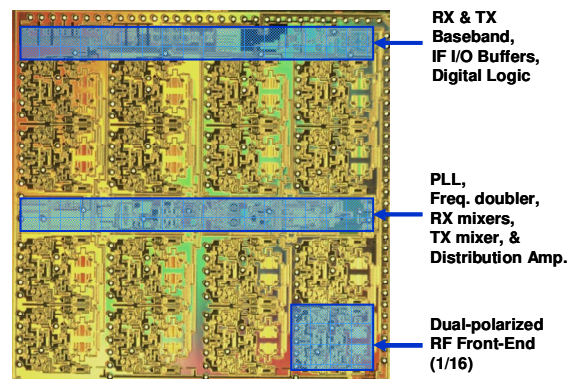 RX & TX
Baseband,
IF I/O Buffers,
Digital Logic
PLL,
Freq. doubler,
RX mixers,
TX mixer, &
Distribution Amp.
Dual-polarized
RF Front-End
(1/16)